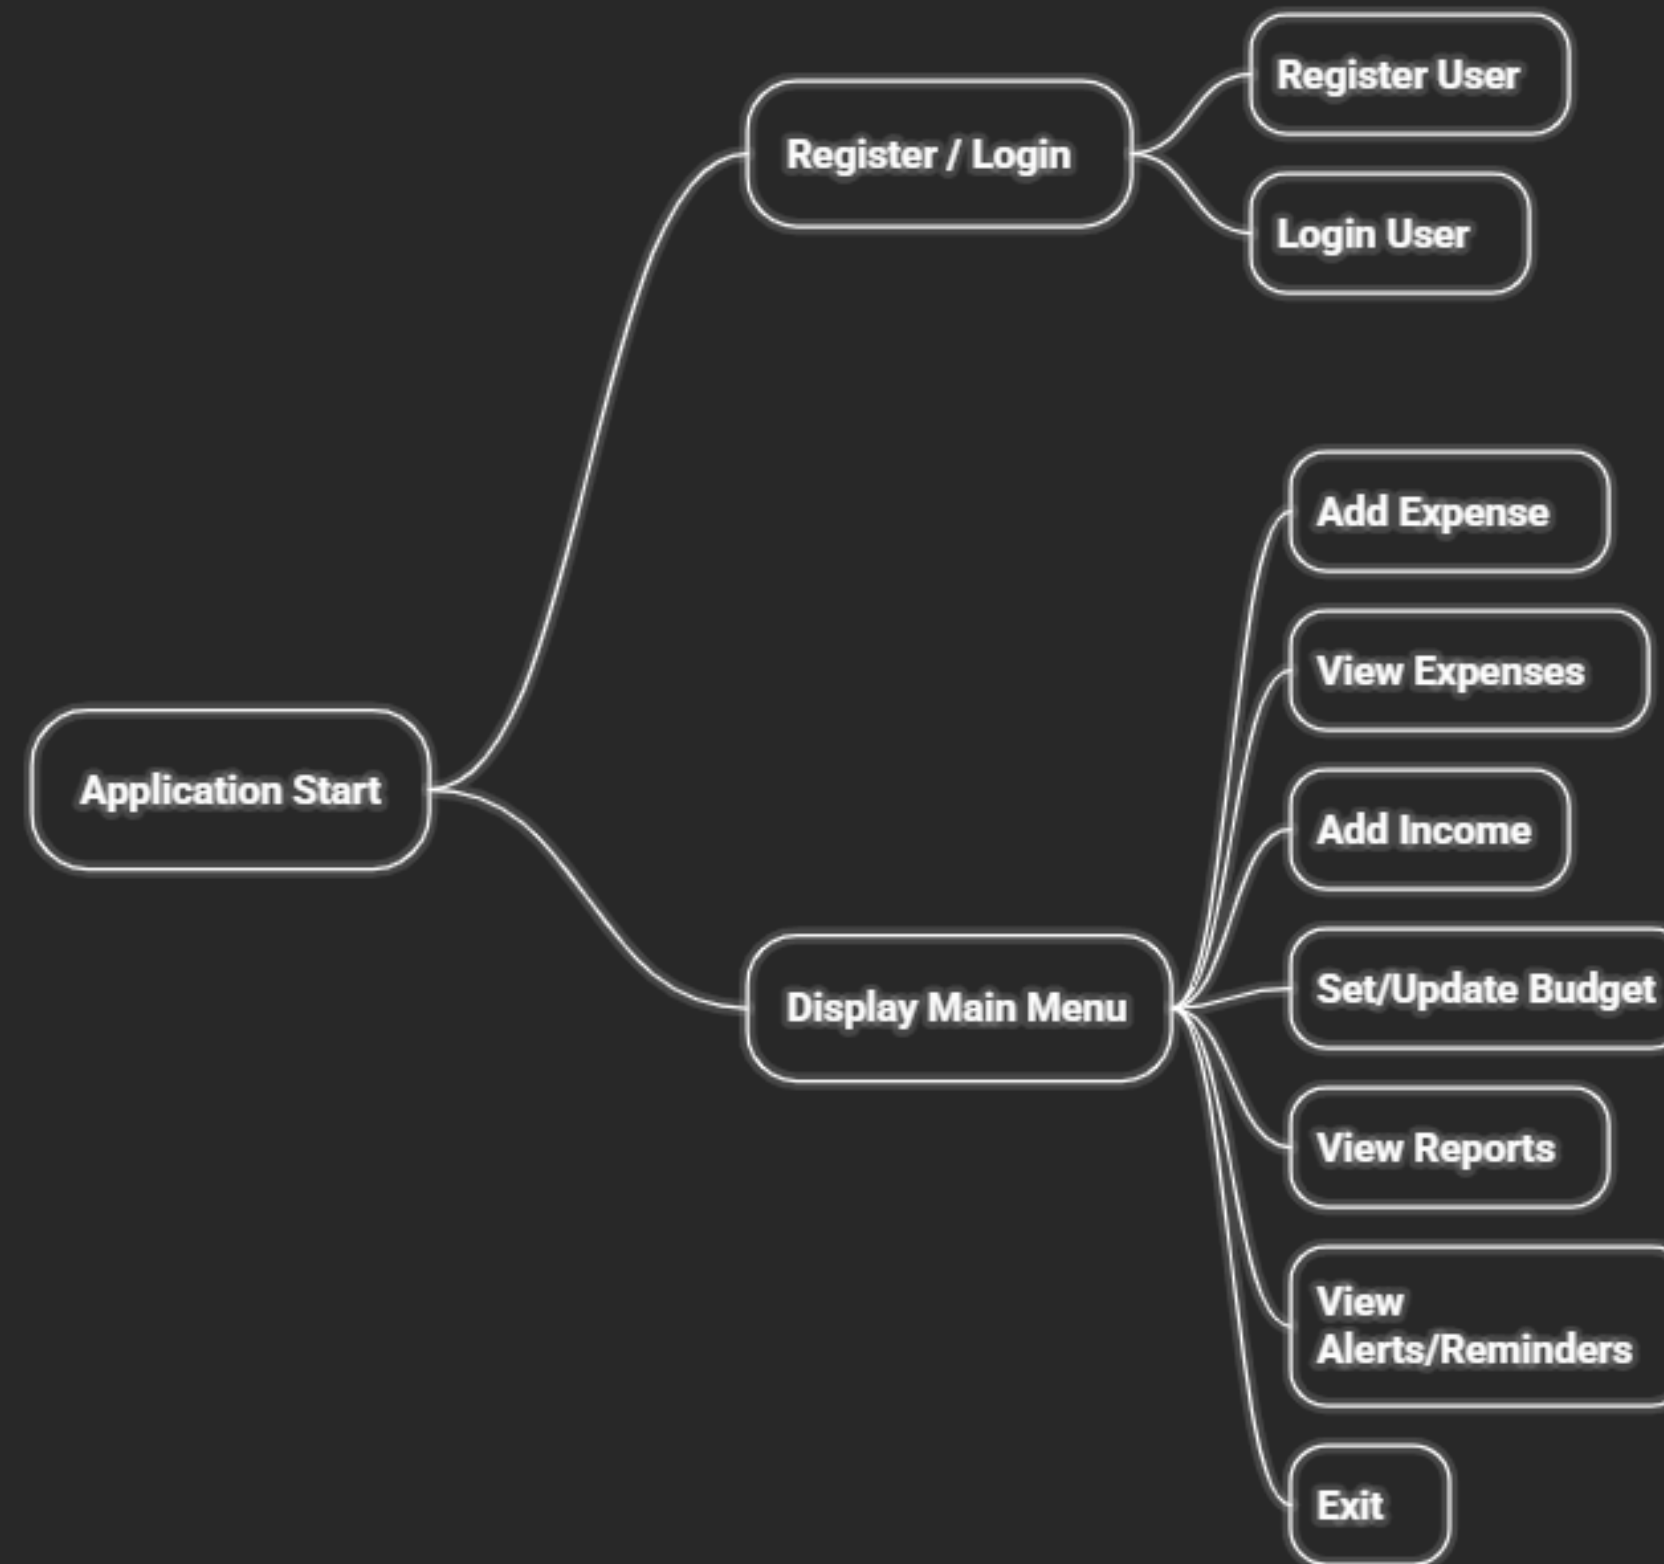 Register User
Register / Login
Login User
Add Expense
View Expenses
Application Start
Add Income
Set/Update Budget
Display Main Menu
View Reports
View
Alerts/Reminders
Exit